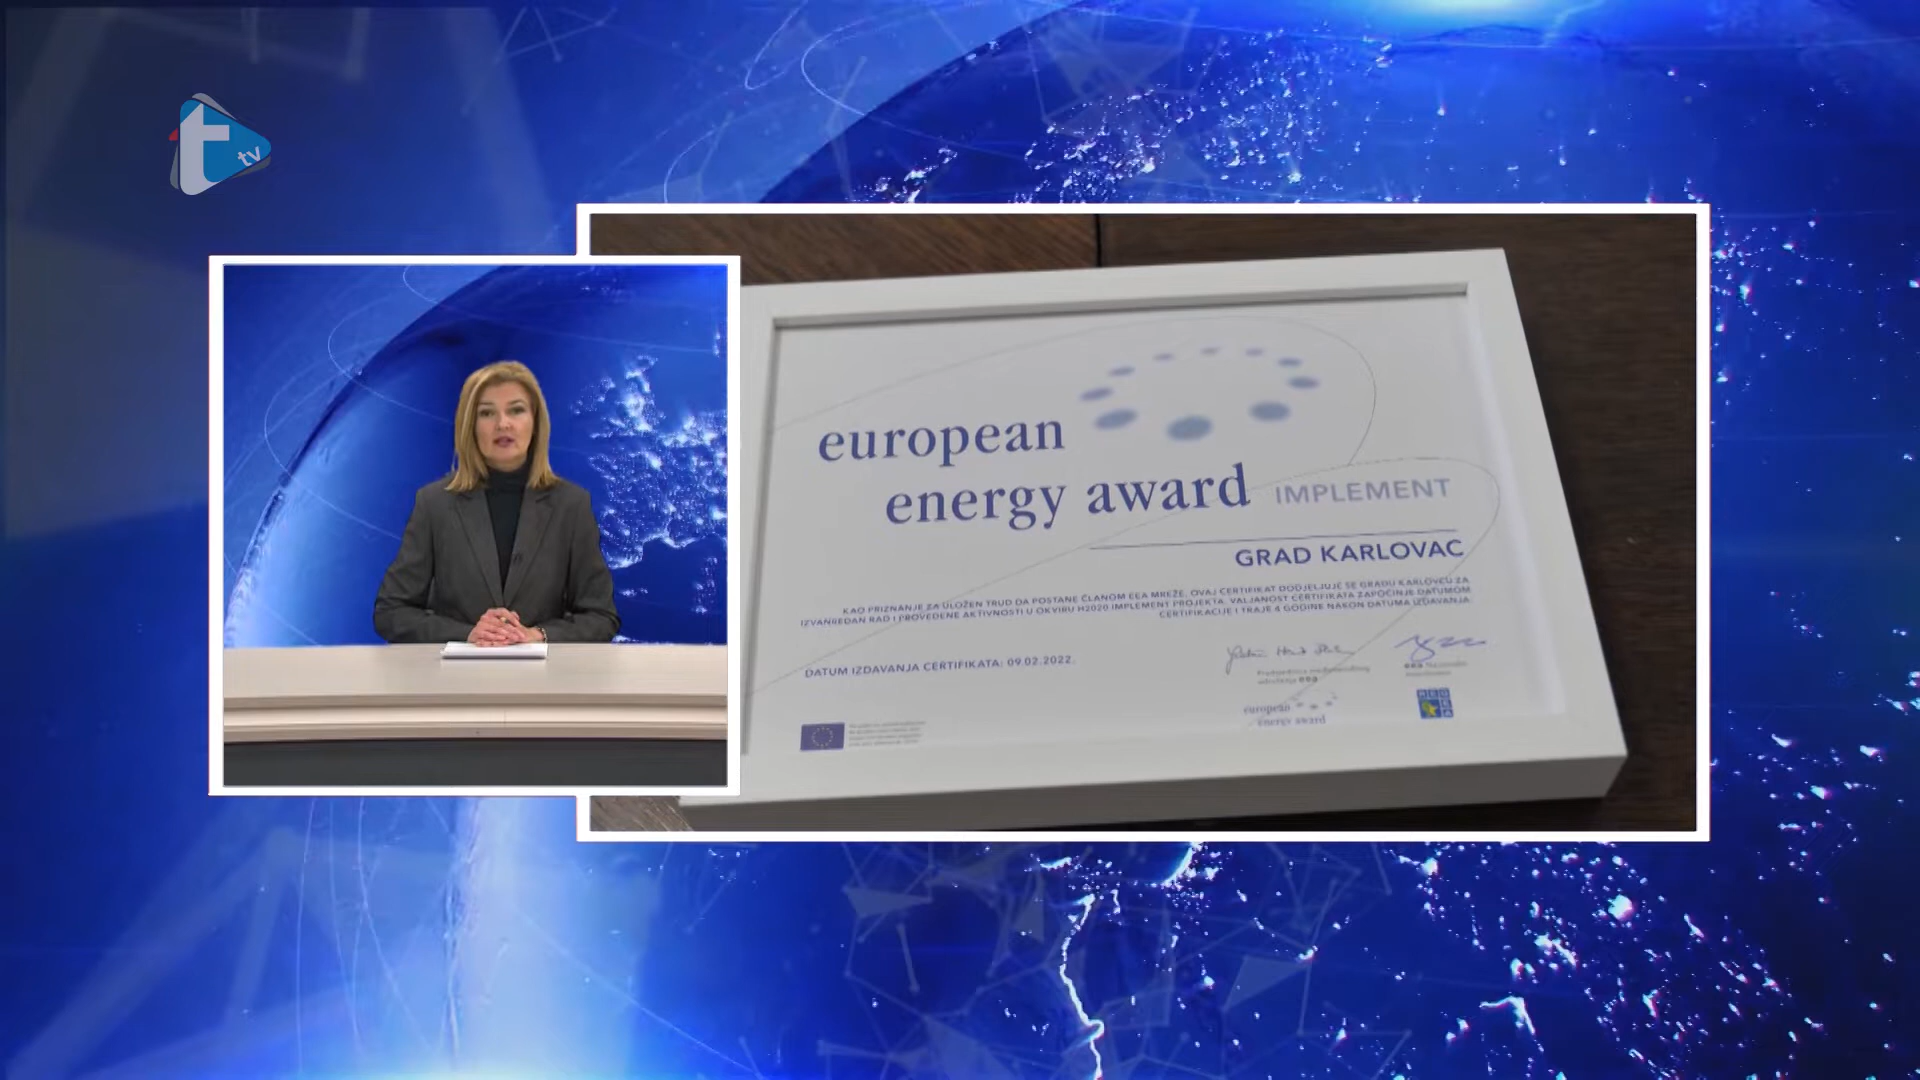 t
tv
european
energy award IMPLEMENT
GRAD KARLOVAC
KAO PRIZNANJE ZA ULOŽEN TRUD DA POSTANE ČLANOM EEA MREŽE, OVAJ CERTIFIKAT DODJELJUJE SE GRADU KARLOVCU ZA
IZVANREDAN RAD I PROVEDENE AKTIVNOSTI U OKVIRU H2020 IMPLEMENT PROJEKTA. VALJANOST CERTIFIKATA ZAPOČINJE DATUMOM
CERTIFIKACIJE I TRAJE 4 GODINE NAKON DATUMA IZDAVANJA
DATUM IZDAVANJA CERTIFIKATA: 09.02.2022.
european
energy award